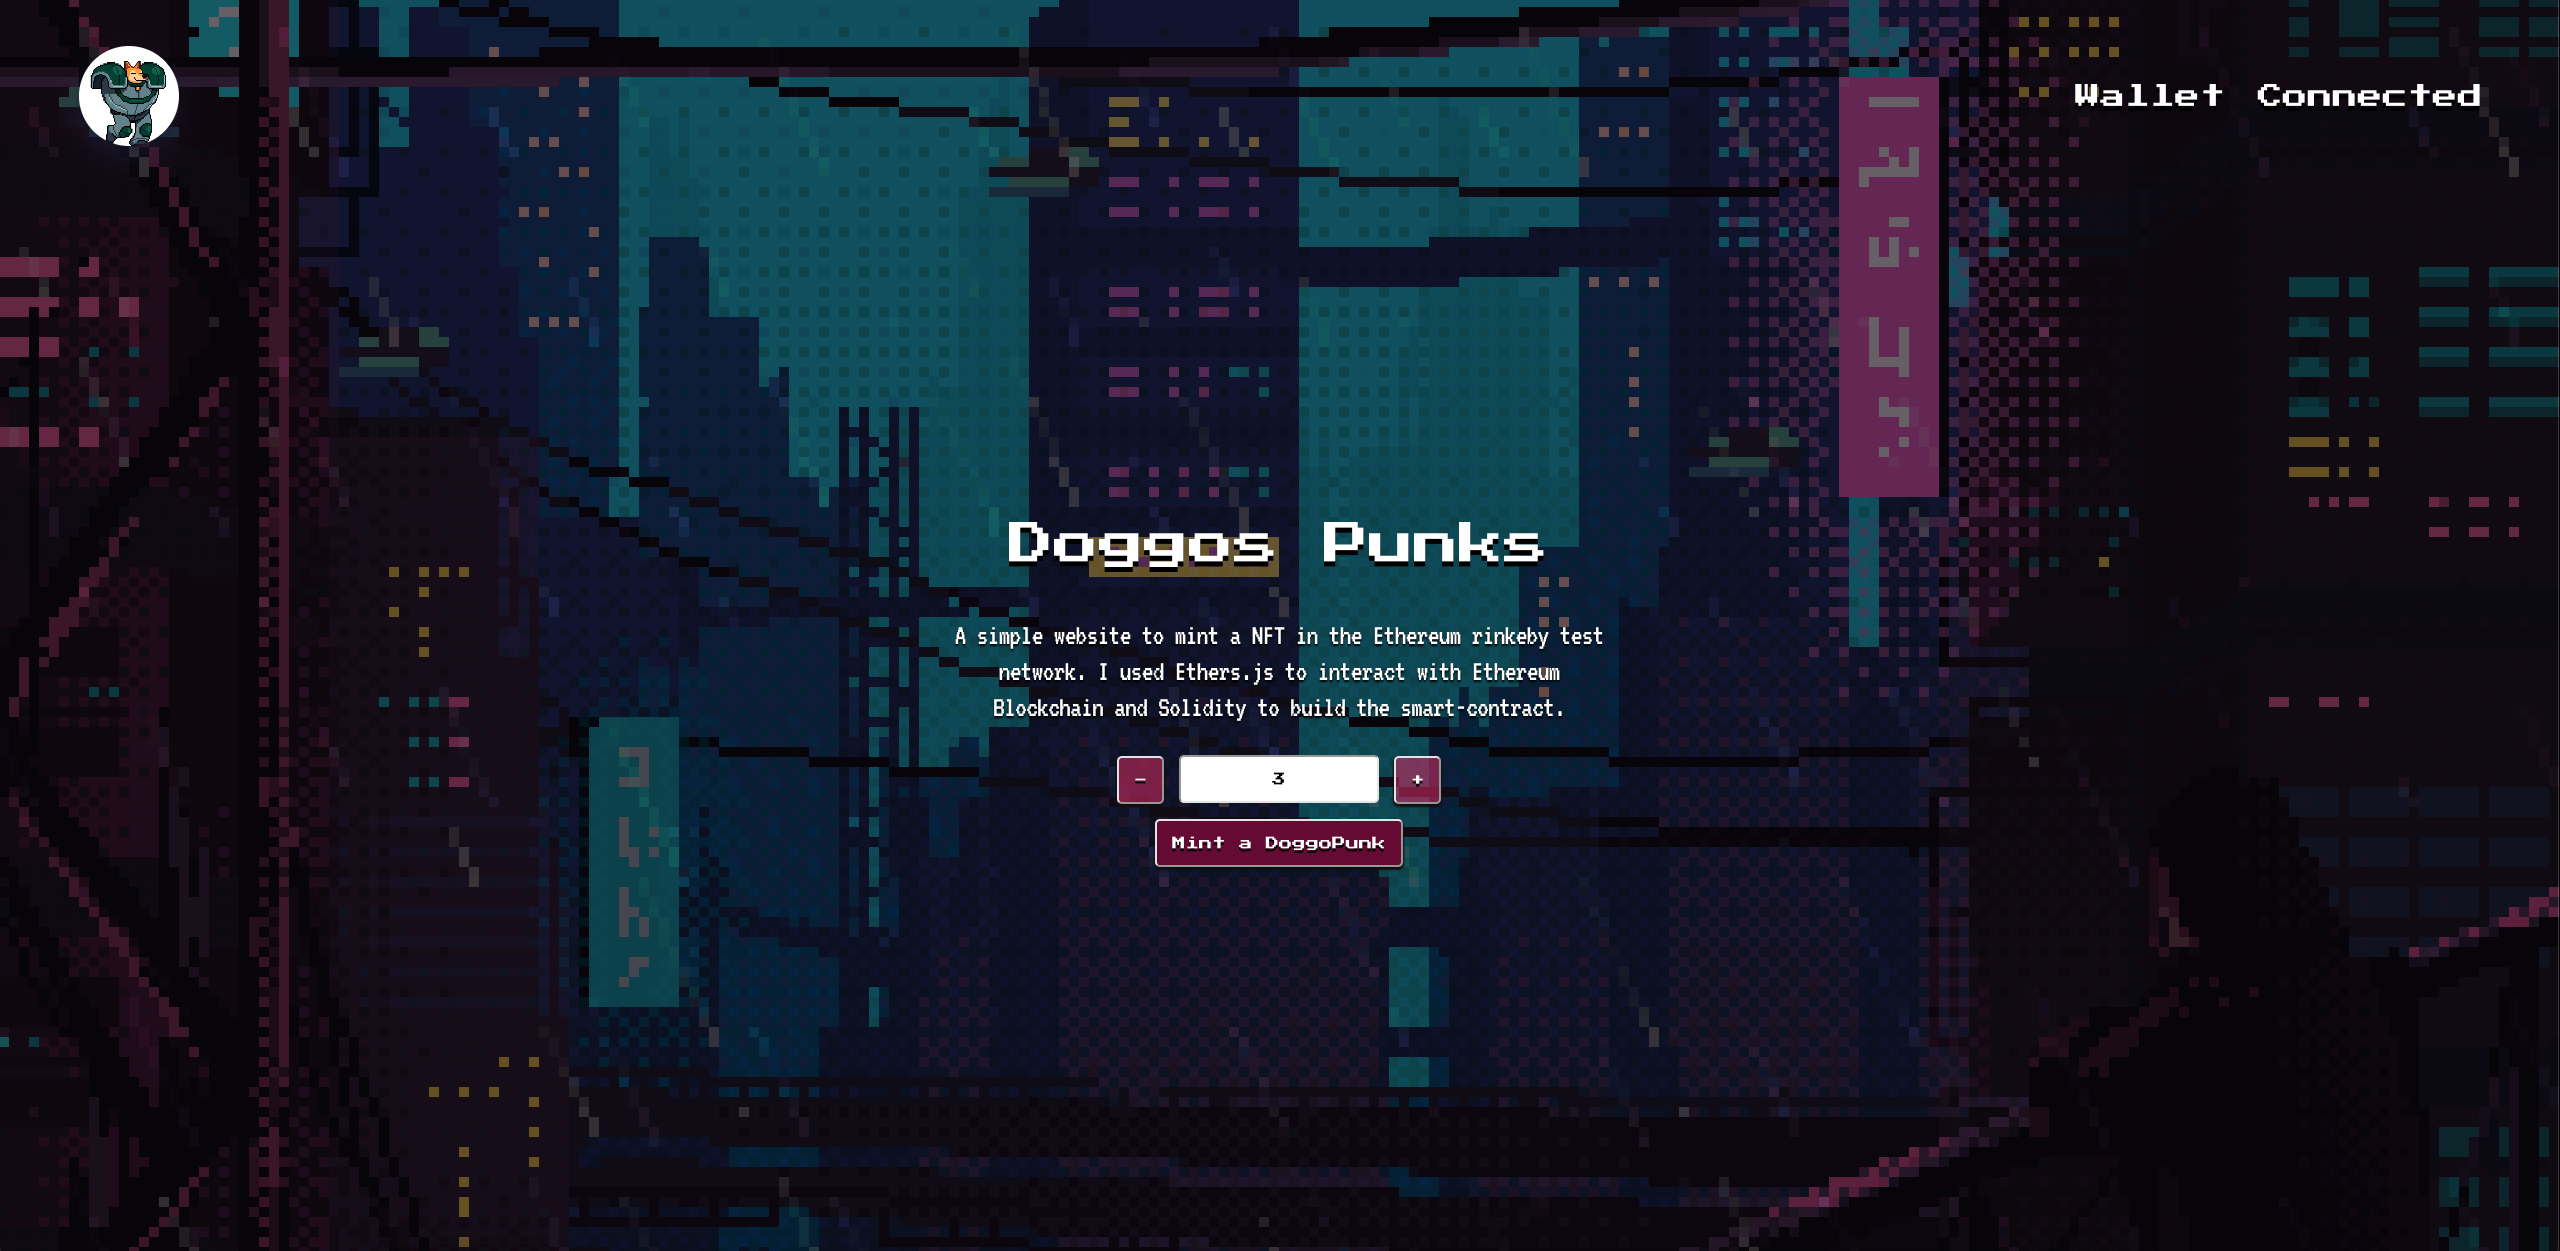 Wallet Connected
Doggos Punks
A simple website to mint a NFT in the Ethereum rinkeby test
network. I used Ethers.js to interact with Ethereum
Blockchain and Solidity to build the smart-contract.
- 3 +
Mint a DoggoPunk